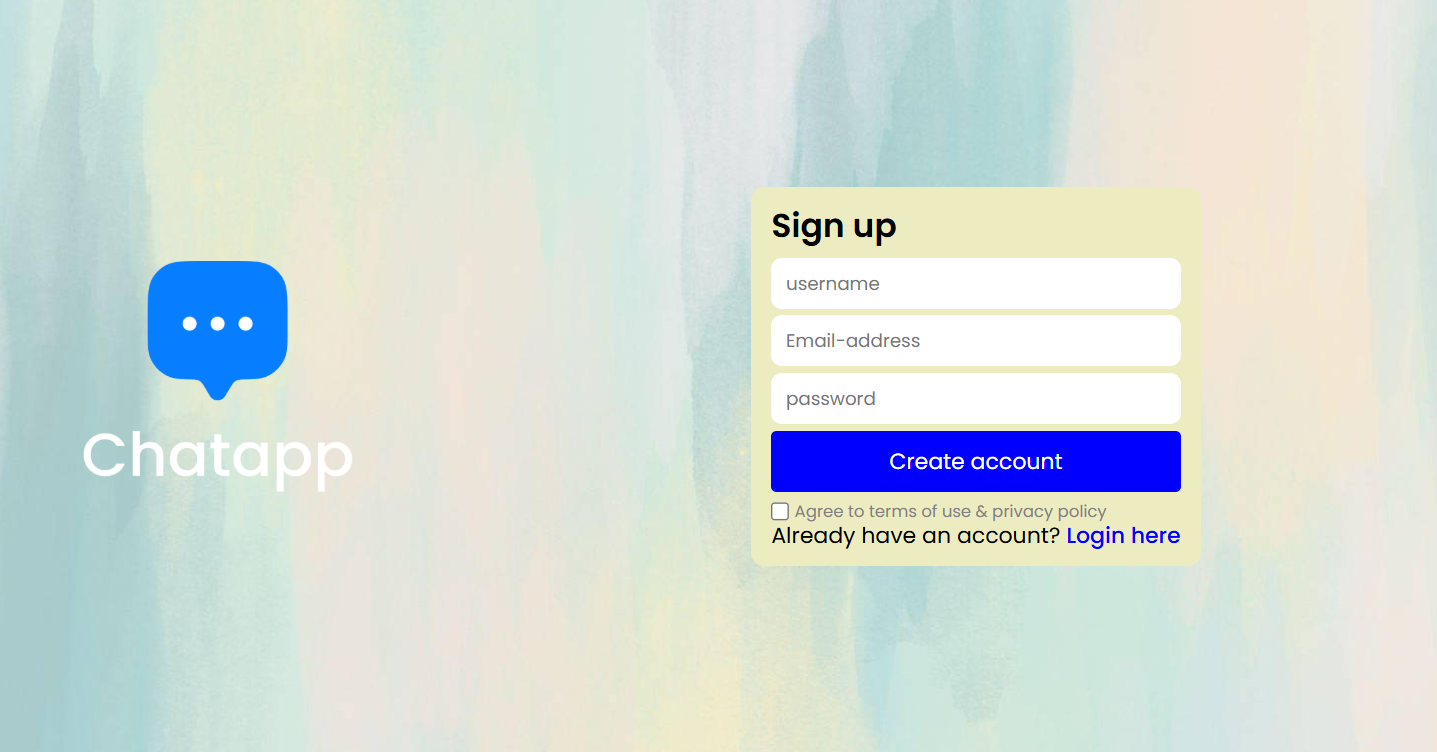 Chatapp
Sign up
username
Email-address
password
Create account
Agree to terms of use & privacy policy
Already have an account? Login here